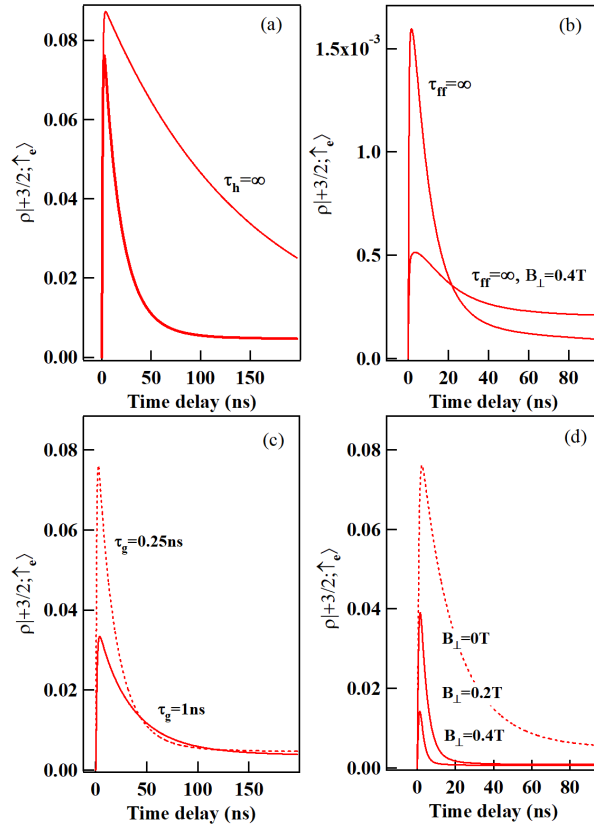 (a)
0.08
0.06
0.04
0.02
0.00
ρ|+3/2;↑e⟩
τh=∞
0 50 100 150
Time delay (ns)
(b)
1.5x10-3
1.0
0.5
0.0
ρ|+3/2;↑e⟩
τff=∞
τff=∞, B⊥=0.4T
0 20 40 60 80
Time delay (ns)
(c)
0.08
0.06
0.04
0.02
0.00
ρ|+3/2;↑e⟩
τg=0.25ns
τg=1ns
0 50 100 150
Time delay (ns)
(d)
0.08
0.06
0.04
0.02
0.00
ρ|+3/2;↑e⟩
B⊥=0T
B⊥=0.2T
B⊥=0.4T
0 20 40 60 80
Time delay (ns)